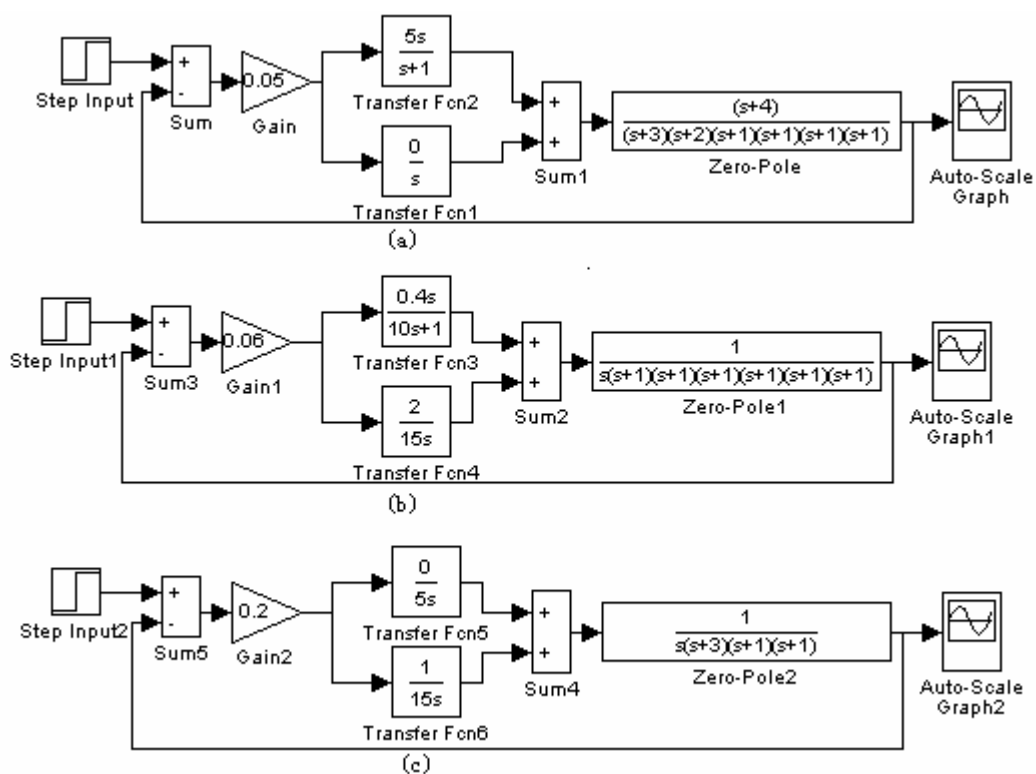 Step Input
+
-
Sum
0.05
Gain
5s
s+1
Transfer Fcn2
0
s
Transfer Fcn1
+
+
Sum1
(s+4)
(s+3)(s+2)(s+1)(s+1)(s+1)(s+1)
Zero-Pole
Auto-Scale
Graph
(a)
Step Input1
+
-
Sum3
0.06
Gain1
0.4s
10s+1
Transfer Fcn3
2
15s
Transfer Fcn4
+
+
Sum2
1
s(s+1)(s+1)(s+1)(s+1)(s+1)(s+1)
Zero-Pole1
Auto-Scale
Graph1
(b)
Step Input2
+
-
Sum5
0.2
Gain2
0
5s
Transfer Fcn5
1
15s
Transfer Fcn6
+
+
Sum4
1
s(s+3)(s+1)(s+1)
Zero-Pole2
Auto-Scale
Graph2
(c)